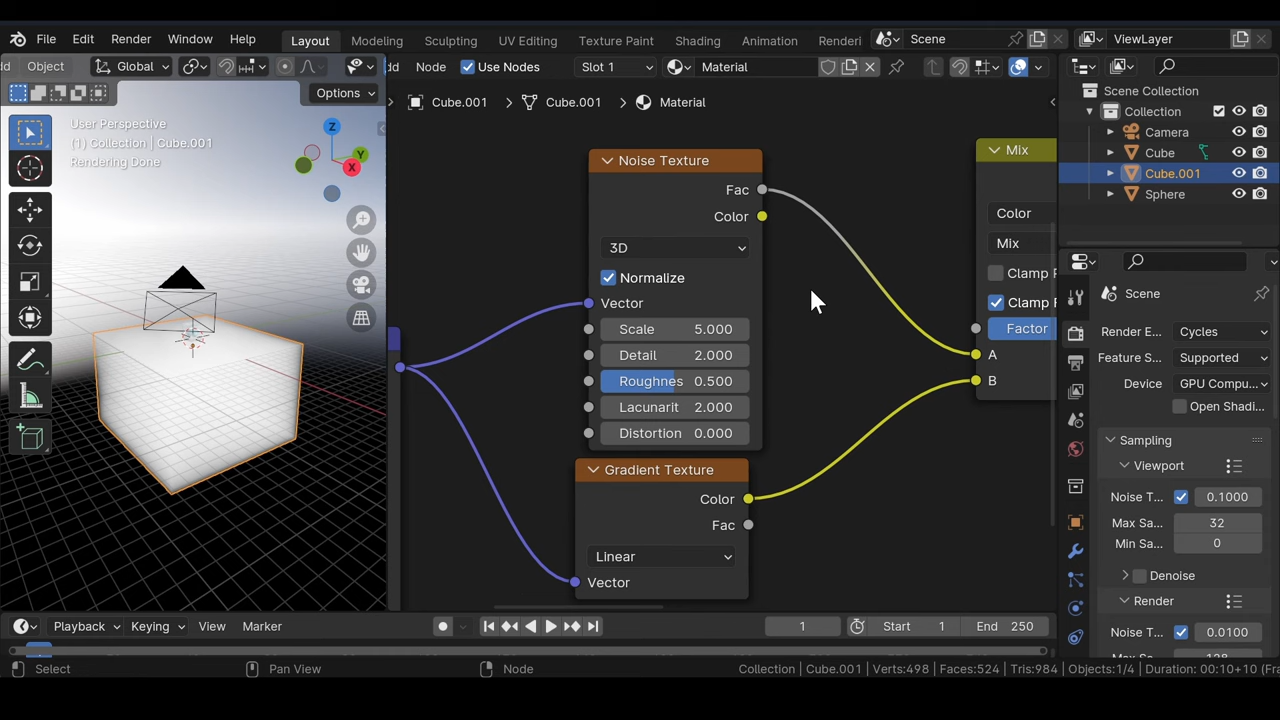 File Edit Render Window Help Layout Modeling Sculpting UV Editing Texture Paint Shading Animation Renderi Scene ViewLayer
dd Object Global dd Node Use Nodes Slot 1 Material
Options Cube.001 Cube.001 Material
User Perspective
(1) Collection | Cube.001
Rendering Done
Z
Y
X
Noise Texture
Fac
Color
3D
Normalize
Vector
Scale 5.000
Detail 2.000
Roughnes 0.500
Lacunarit 2.000
Distortion 0.000
Gradient Texture
Color
Fac
Linear
Vector
Mix
Color
Mix
Clamp F
Clamp F
Factor
A
B
Scene Collection
Collection
Camera
Cube
Cube.001
Sphere
Scene
Render E... Cycles
Feature S... Supported
Device GPU Compu...
Open Shadi...
Sampling
Viewport
Noise T... 0.1000
Max Sa... 32
Min Sa... 0
Denoise
Render
Noise T... 0.0100
Playback Keying View Marker 1 Start 1 End 250
Select Pan View Node Collection | Cube.001 | Verts:498 | Faces:524 | Tris:984 | Objects:1/4 | Duration: 00:10+10 (Fra